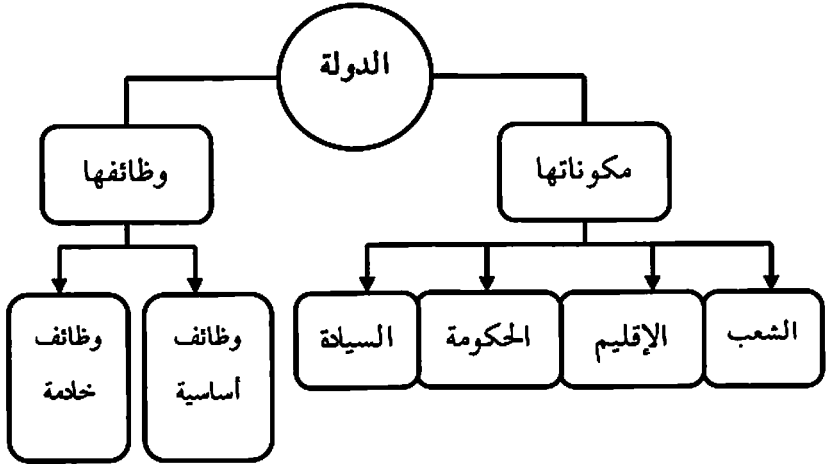 الدولة
مكوناتها
وظائفها
الشعب
الإقليم
الحكومة
السيادة
وظائف
أساسية
وظائف
خادمة